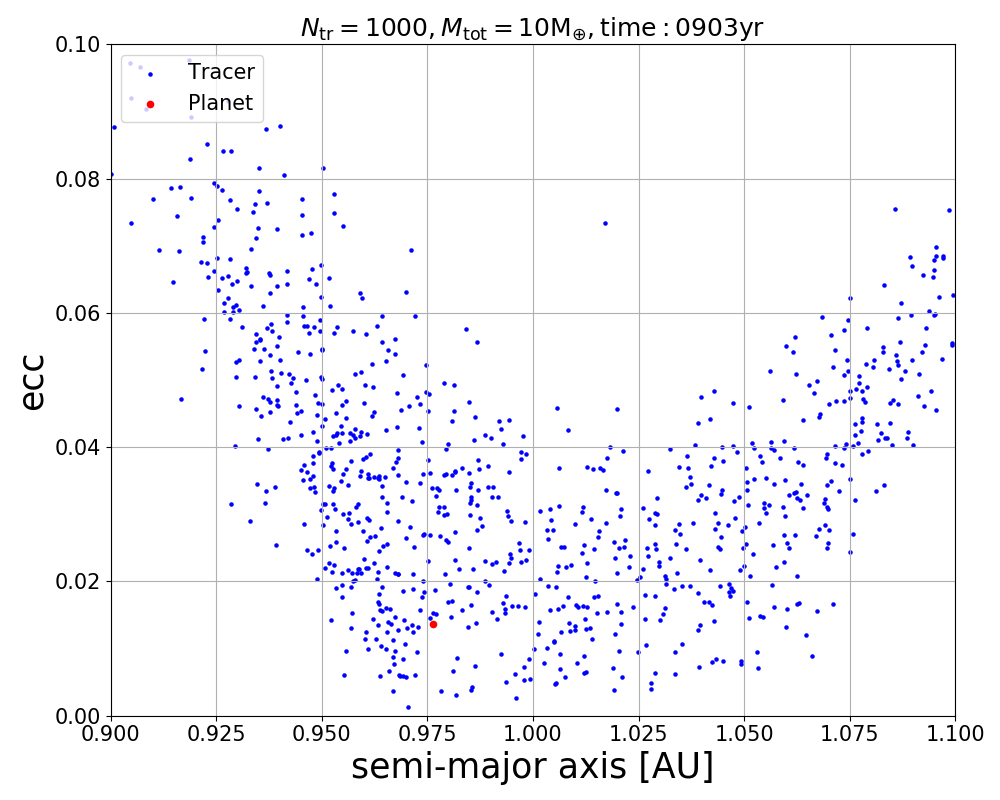 N_tr = 1000, M_tot = 10M_⊕, time : 0903yr
Tracer
Planet
0.10
0.08
0.06
0.04
0.02
0.00
ecc
0.900 0.925 0.950 0.975 1.000 1.025 1.050 1.075 1.100
semi-major axis [AU]